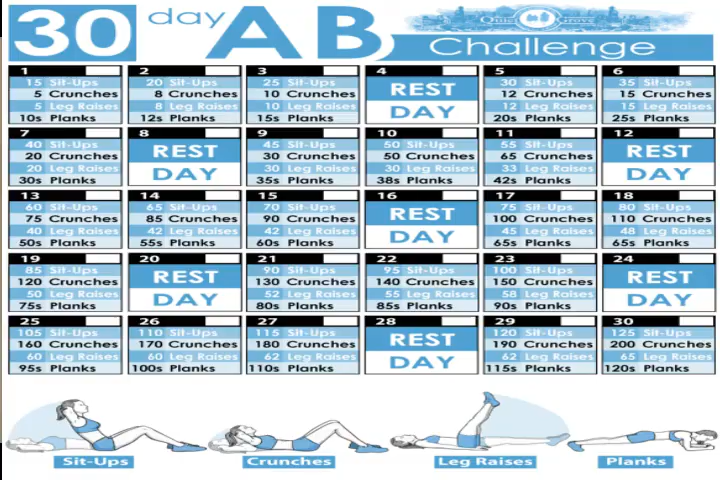 30 day AB Challenge
Quiet Grove
1 2 3 4 5 6
15 Sit-Ups 20 Sit-Ups 25 Sit-Ups REST 30 Sit-Ups 35 Sit-Ups
5 Crunches 8 Crunches 10 Crunches DAY 12 Crunches 15 Crunches
5 Leg Raises 8 Leg Raises 10 Leg Raises 12 Leg Raises 15 Leg Raises
10s Planks 12s Planks 15s Planks 20s Planks 25s Planks
7 8 9 10 11 12
40 Sit-Ups REST 45 Sit-Ups 50 Sit-Ups 55 Sit-Ups REST
20 Crunches DAY 30 Crunches 50 Crunches 65 Crunches DAY
20 Leg Raises 30 Leg Raises 30 Leg Raises 33 Leg Raises
30s Planks 35s Planks 38s Planks 42s Planks
13 14 15 16 17 18
60 Sit-Ups 65 Sit-Ups 70 Sit-Ups REST 75 Sit-Ups 80 Sit-Ups
75 Crunches 85 Crunches 90 Crunches DAY 100 Crunches 110 Crunches
40 Leg Raises 42 Leg Raises 42 Leg Raises 45 Leg Raises 48 Leg Raises
50s Planks 55s Planks 60s Planks 65s Planks 65s Planks
19 20 21 22 23 24
85 Sit-Ups REST 90 Sit-Ups 95 Sit-Ups 100 Sit-Ups REST
120 Crunches DAY 130 Crunches 140 Crunches 150 Crunches DAY
50 Leg Raises 52 Leg Raises 55 Leg Raises 58 Leg Raises
75s Planks 80s Planks 85s Planks 90s Planks
25 26 27 28 29 30
105 Sit-Ups 110 Sit-Ups 115 Sit-Ups REST 120 Sit-Ups 125 Sit-Ups
160 Crunches 170 Crunches 180 Crunches DAY 190 Crunches 200 Crunches
60 Leg Raises 60 Leg Raises 62 Leg Raises 62 Leg Raises 65 Leg Raises
95s Planks 100s Planks 110s Planks 115s Planks 120s Planks
Sit-Ups Crunches Leg Raises Planks